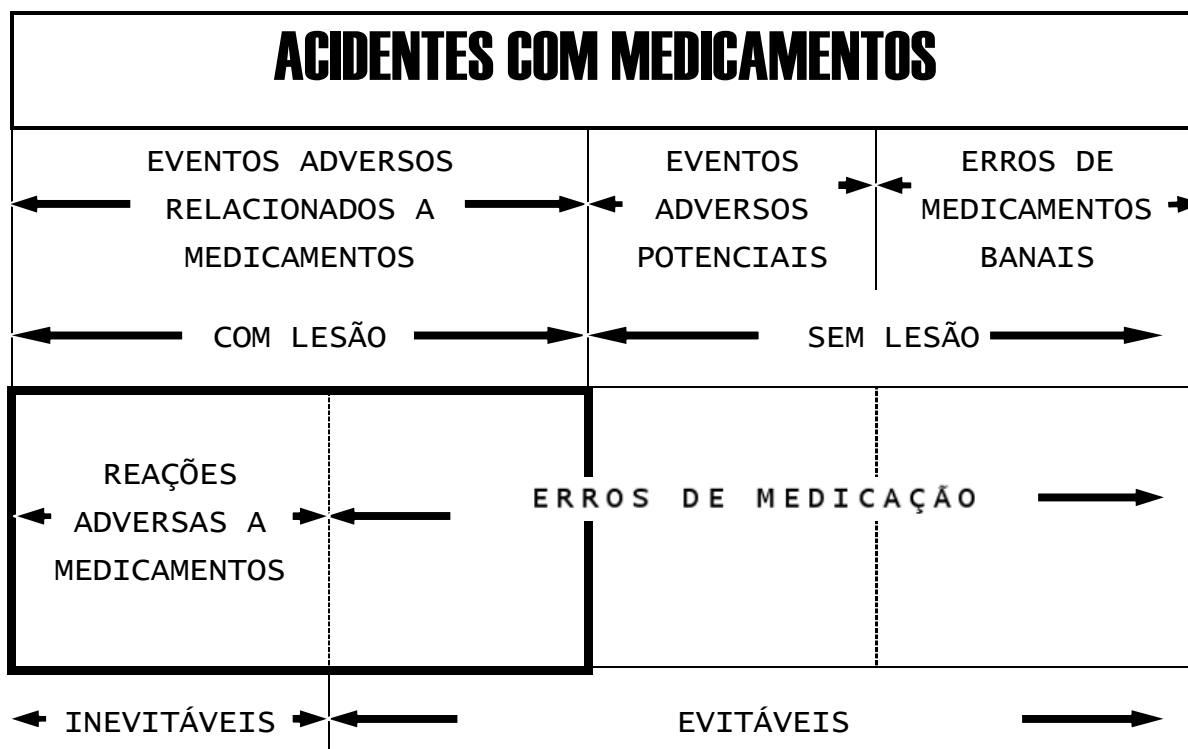 ACIDENTES COM MEDICAMENTOS
EVENTOS ADVERSOS
RELACIONADOS A
MEDICAMENTOS
EVENTOS
ADVERSOS
POTENCIAIS
ERROS DE
MEDICAMENTOS
BANAIS
COM LESÃO
SEM LESÃO
REAÇÕES
ADVERSAS A
MEDICAMENTOS
ERROS DE MEDICAÇÃO
INEVITÁVEIS
EVITÁVEIS